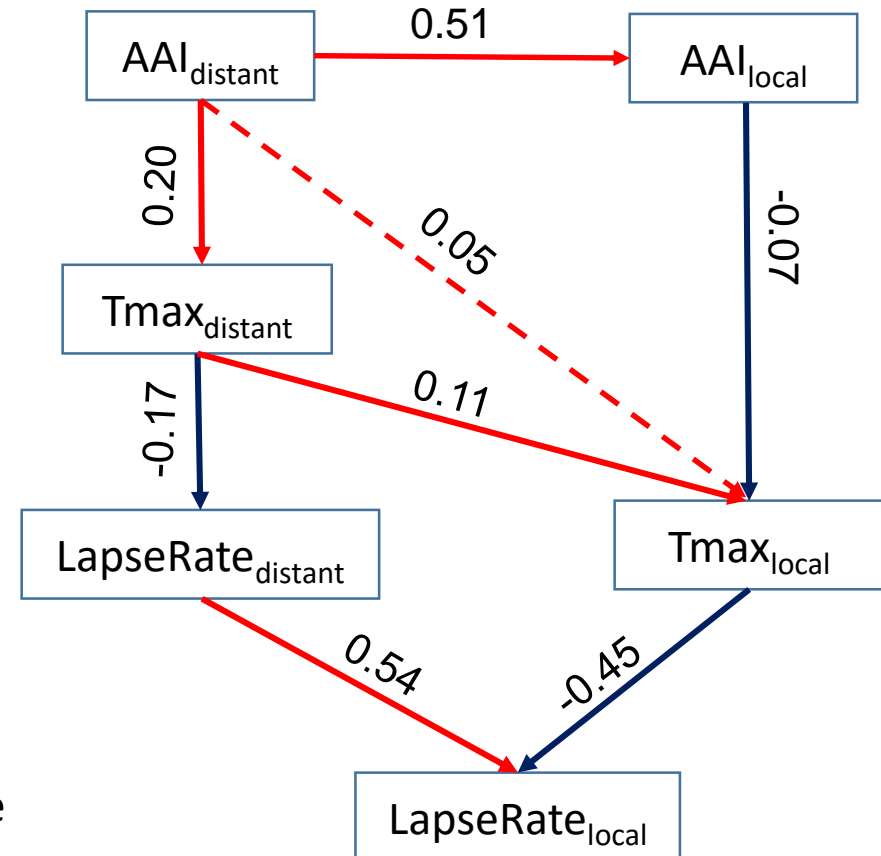 0.51
AAIdistant
AAIlocal
0.20
0.05
-0.07
Tmaxdistant
0.11
-0.17
LapseRatedistant
Tmaxlocal
0.54
-0.45
e
LapseRatelocal